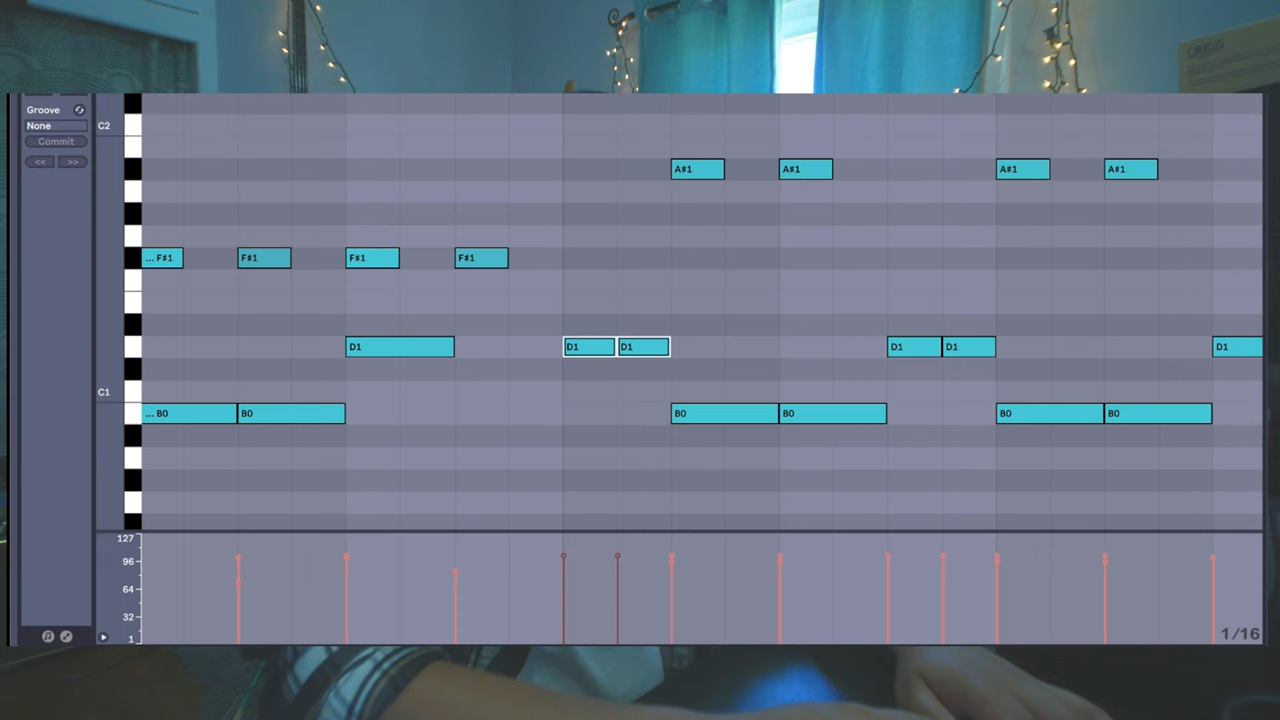 Groove
None
Commit
<< >>
C2
A#1 A#1 A#1 A#1
... F#1 F#1 F#1 F#1
D1 D1 D1 D1 D1 D1
C1
... B0 B0 B0 B0 B0 B0
127
96
64
32
1
1/16